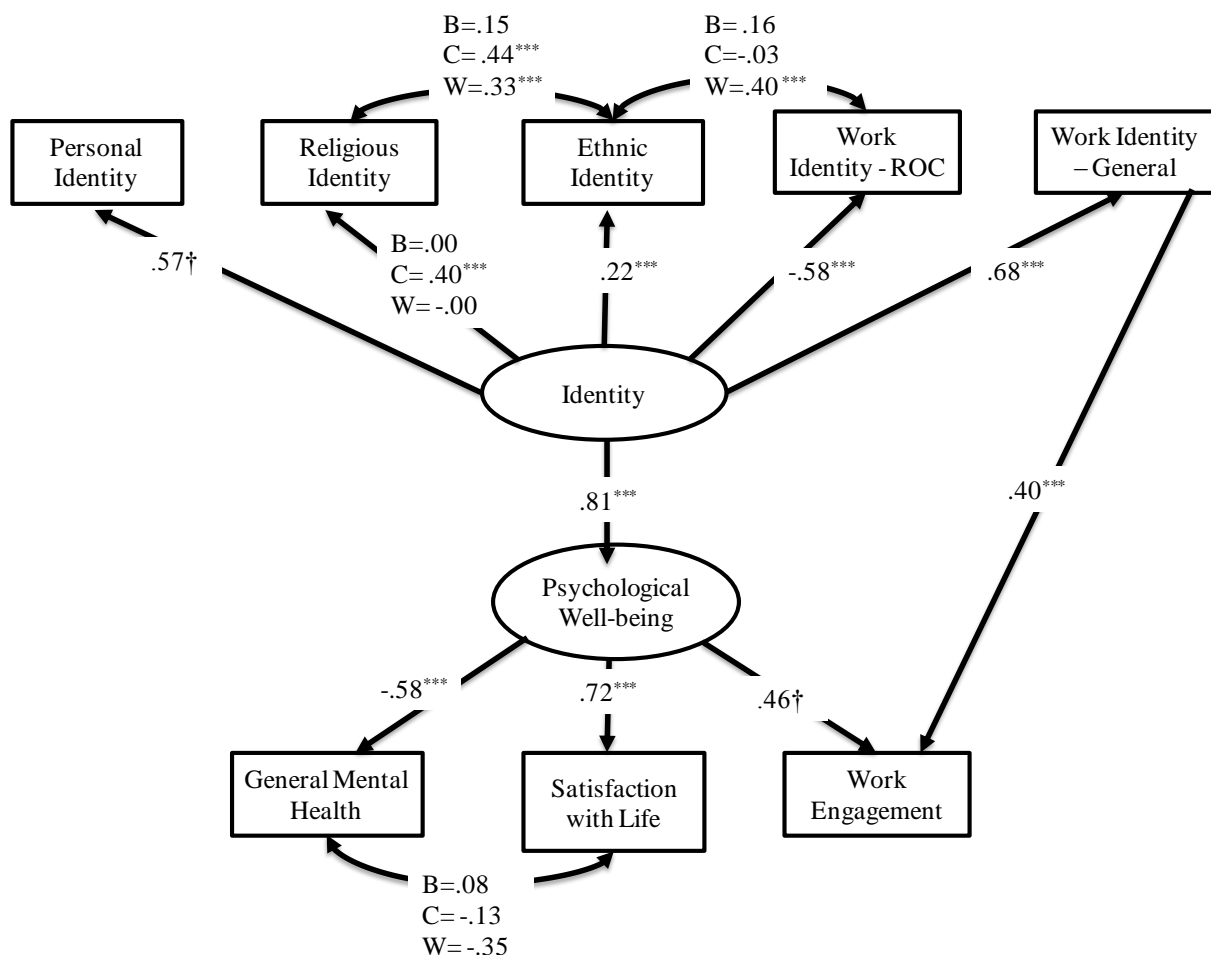 B=.15
C= .44***
W=.33***
B= .16
C=-.03
W=.40***
Personal
Identity
Religious
Identity
Ethnic
Identity
Work
Identity - ROC
Work Identity
– General
.57†
B=.00
C= .40***
W= -.00
.22***
-.58***
.68***
Identity
.81***
.40***
Psychological
Well-being
-.58***
.72***
.46†
General Mental
Health
Satisfaction
with Life
Work
Engagement
B=.08
C= -.13
W= -.35